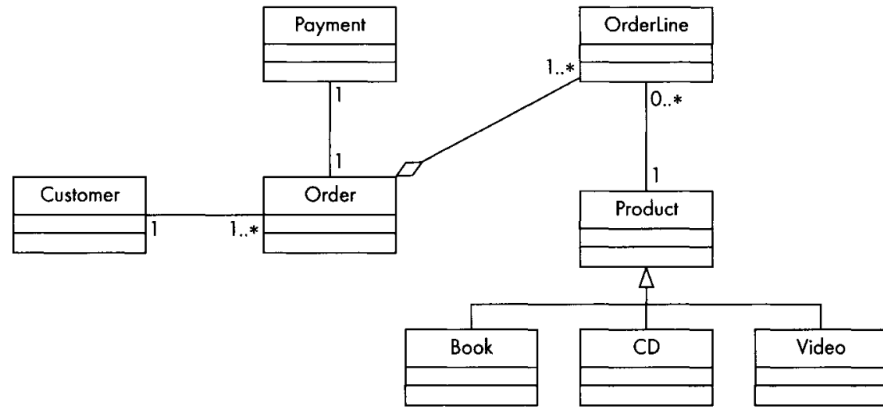 Payment
OrderLine
1..*
1
0..*
1
1
Customer
Order
Product
1
1..*
Book
CD
Video